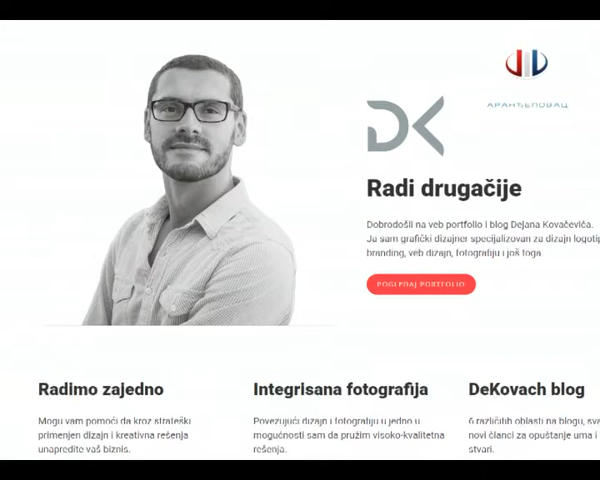 АРАНЂЕЛОВАЦ
DK
Radi drugačije
Dobrodošli na veb portfolio i blog Dejana Kovačevića.
Ja sam grafički dizajner specijalizovan za dizajn logotip
branding, veb dizajn, fotografiju i još toga.
POGLEDAJ PORTFOLIO
Radimo zajedno
Mogu vam pomoći da kroz strateški
primenjen dizajn i kreativna rešenja
unapredite vaš biznis.
Integrisana fotografija
Povezujući dizajn i fotografiju u jedno u
mogućnosti sam da pružim visoko-kvalitetna
rešenja.
DeKovach blog
6 različitih oblasti na blogu, sva
novi članci za opuštanje uma i
stvari.